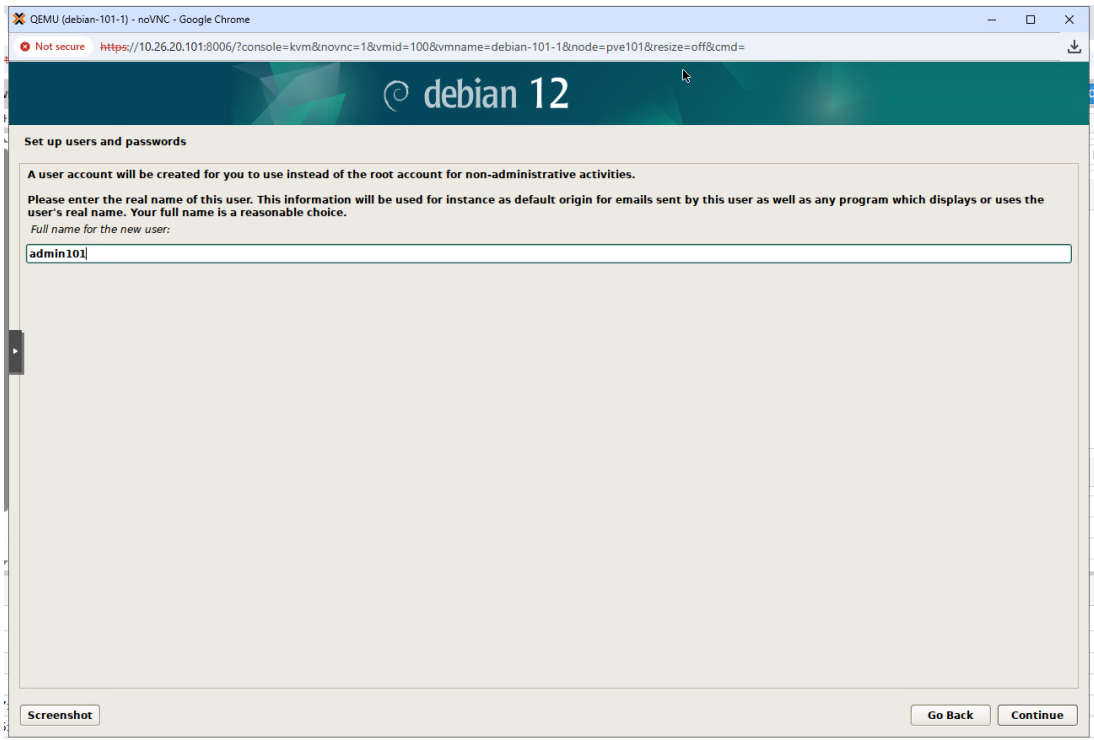 QEMU (debian-101-1) - noVNC - Google Chrome
Not secure https://10.26.20.101:8006/?console=kvm&novnc=1&vmid=100&vmname=debian-101-1&node=pve101&resize=off&cmd=
debian 12
Set up users and passwords
A user account will be created for you to use instead of the root account for non-administrative activities.
Please enter the real name of this user. This information will be used for instance as default origin for emails sent by this user as well as any program which displays or uses the
user's real name. Your full name is a reasonable choice.
Full name for the new user:
admin101
Screenshot
Go Back Continue